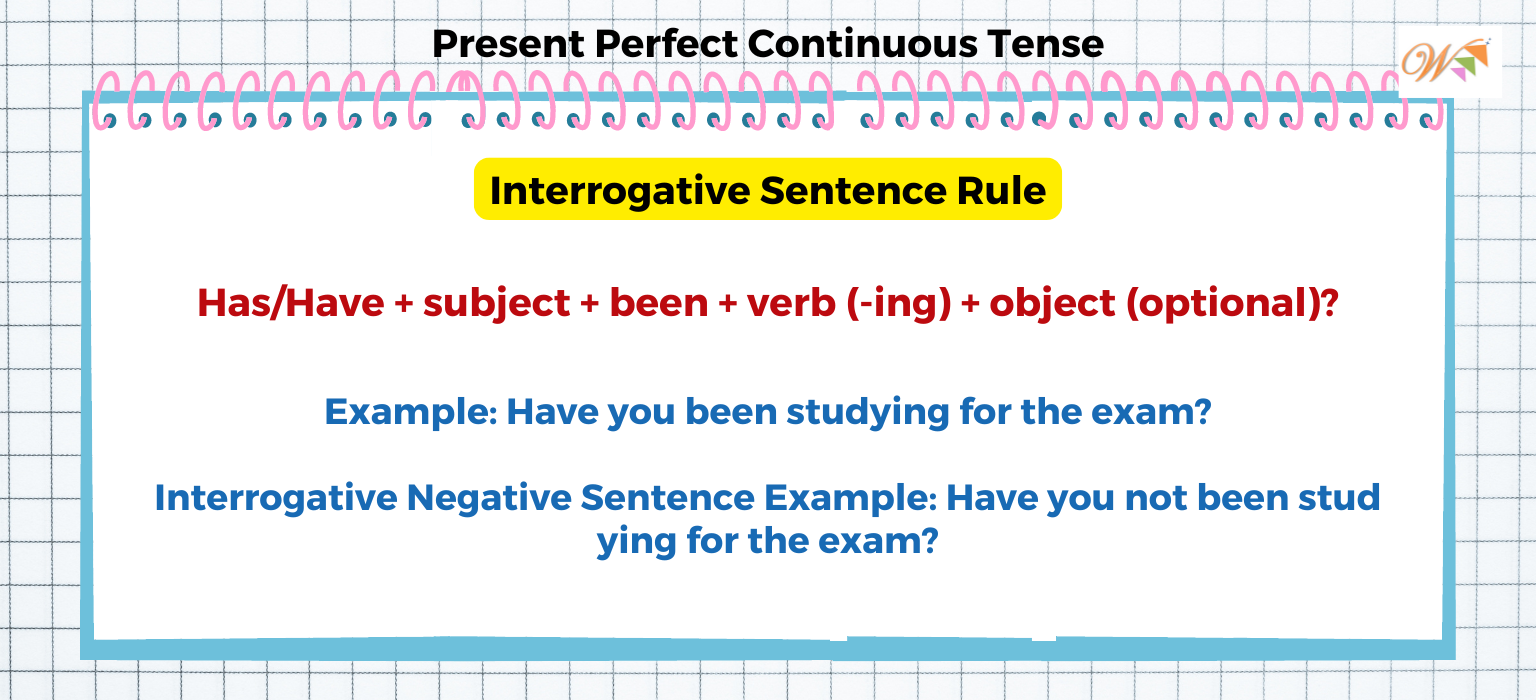 Present Perfect Continuous Tense
W
Interrogative Sentence Rule
Has/Have + subject + been + verb (-ing) + object (optional)?
Example: Have you been studying for the exam?
Interrogative Negative Sentence Example: Have you not been stud
ying for the exam?